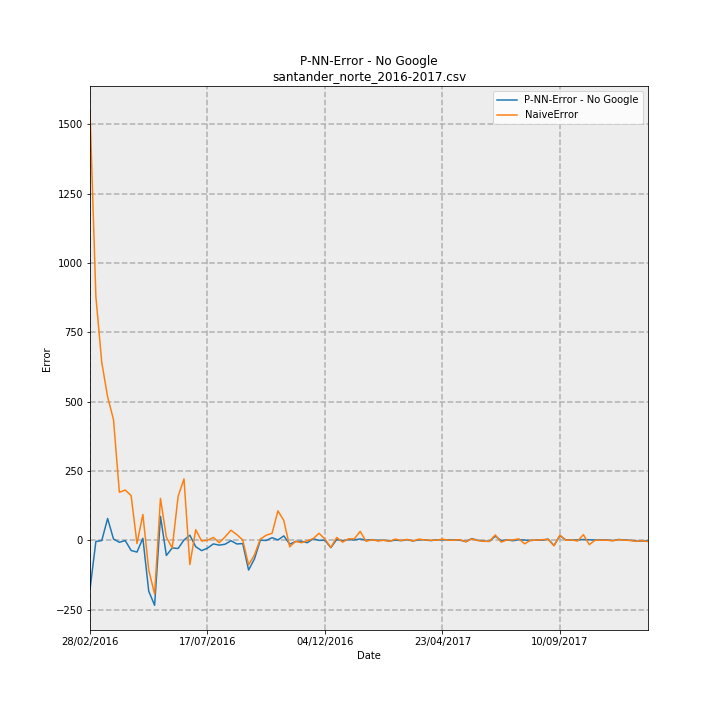 P-NN-Error - No Google
santander_norte_2016-2017.csv
P-NN-Error - No Google
NaiveError
1500
1250
1000
750
500
250
0
−250
Error
28/02/2016 17/07/2016 04/12/2016 23/04/2017 10/09/2017
Date